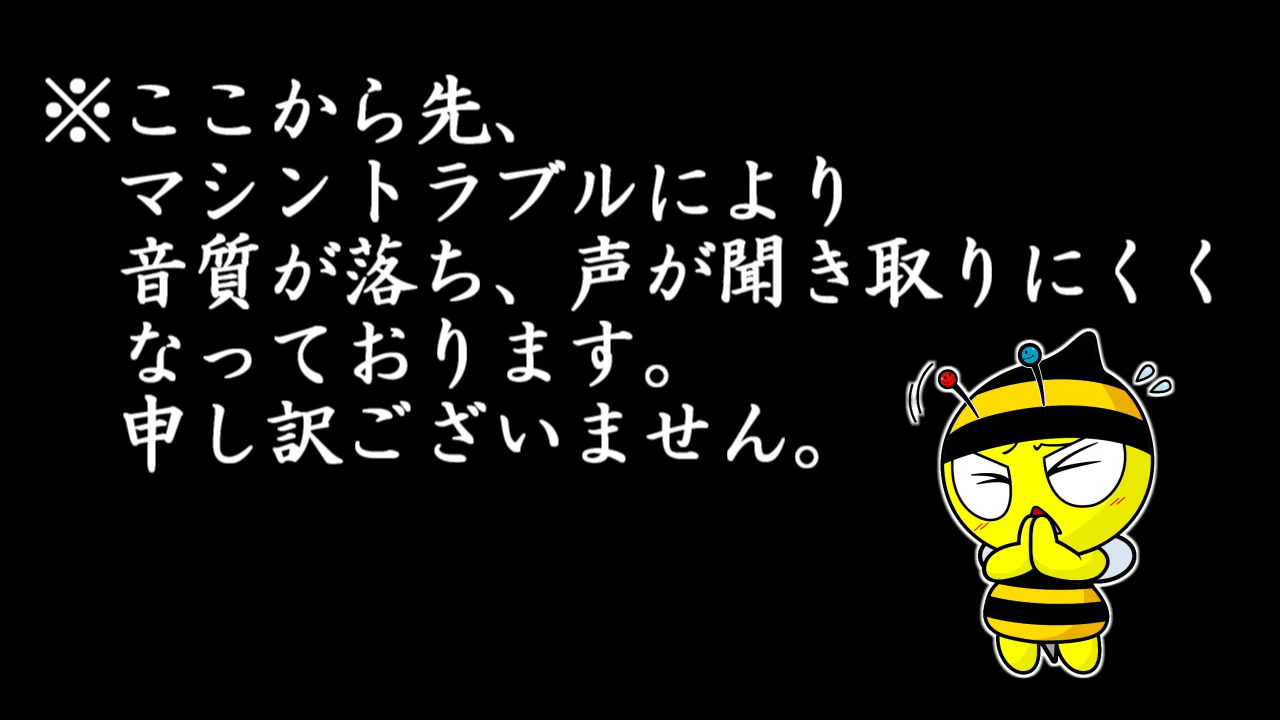 ※ここから先、
マシントラブルにより
音質が落ち、声が聞き取りにくく
なっております。
申し訳ございません。